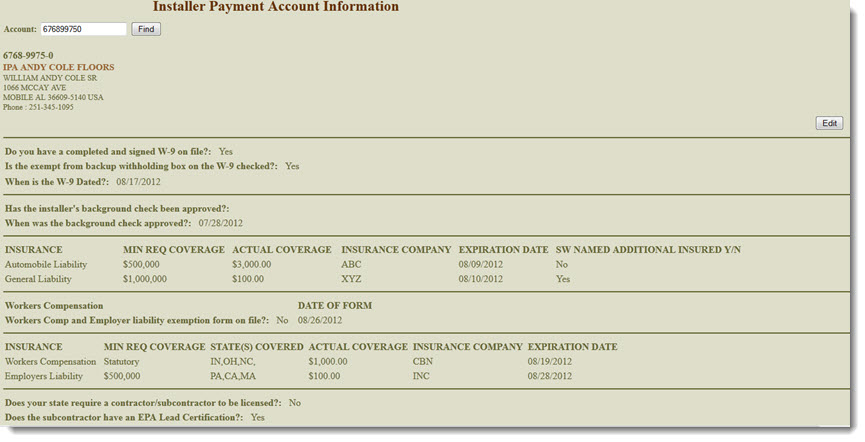 Installer Payment Account Information
Account: 676899750 Find
6768-9975-0
IPA ANDY COLE FLOORS
WILLIAM ANDY COLE SR
1066 MCCAY AVE
MOBILE AL 36609-5140 USA
Phone : 251-345-1095
Edit
Do you have a completed and signed W-9 on file?: Yes
Is the exempt from backup withholding box on the W-9 checked?: Yes
When is the W-9 Dated?: 08/17/2012
Has the installer's background check been approved?:
When was the background check approved?: 07/28/2012
INSURANCE MIN REQ COVERAGE ACTUAL COVERAGE INSURANCE COMPANY EXPIRATION DATE SW NAMED ADDITIONAL INSURED Y/N
Automobile Liability $500,000 $3,000.00 ABC 08/09/2012 No
General Liability $1,000,000 $100.00 XYZ 08/10/2012 Yes
Workers Compensation DATE OF FORM
Workers Comp and Employer liability exemption form on file?: No 08/26/2012
INSURANCE MIN REQ COVERAGE STATE(S) COVERED ACTUAL COVERAGE INSURANCE COMPANY EXPIRATION DATE
Workers Compensation Statutory IN,OH,NC, $1,000.00 CBN 08/19/2012
Employers Liability $500,000 PA,CA,MA $100.00 INC 08/28/2012
Does your state require a contractor/subcontractor to be licensed?: No
Does the subcontractor have an EPA Lead Certification?: Yes